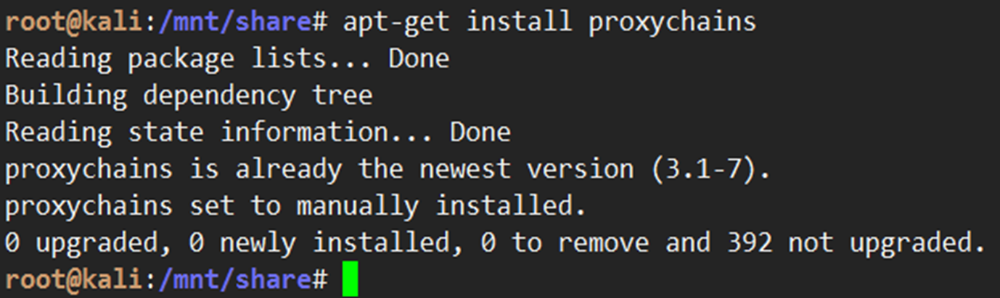 root@kali:/mnt/share# apt-get install proxychains
Reading package lists... Done
Building dependency tree
Reading state information... Done
proxychains is already the newest version (3.1-7).
proxychains set to manually installed.
0 upgraded, 0 newly installed, 0 to remove and 392 not upgraded.
root@kali:/mnt/share#